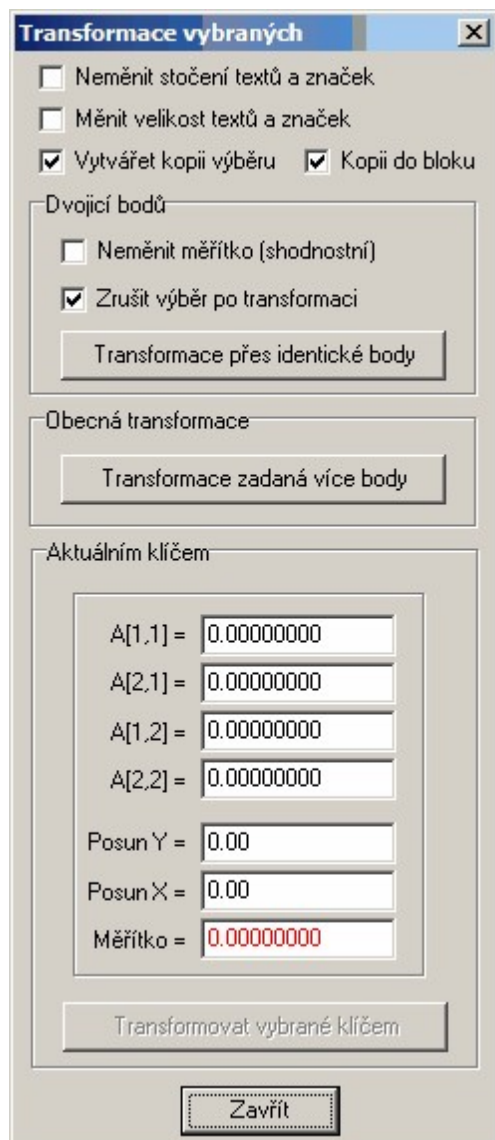 Transformace vybraných
Neměnit stočení textů a značek
Měnit velikost textů a značek
Vytvářet kopii výběru Kopii do bloku
Dvojicí bodů
Neměnit měřítko (shodnostní)
Zrušit výběr po transformaci
Transformace přes identické body
Obecná transformace
Transformace zadaná více body
Aktuálním klíčem
A[1,1] = 0.00000000
A[2,1] = 0.00000000
A[1,2] = 0.00000000
A[2,2] = 0.00000000
Posun Y = 0.00
Posun X = 0.00
Měřítko = 0.00000000
Transformovat vybrané klíčem
Zavřít